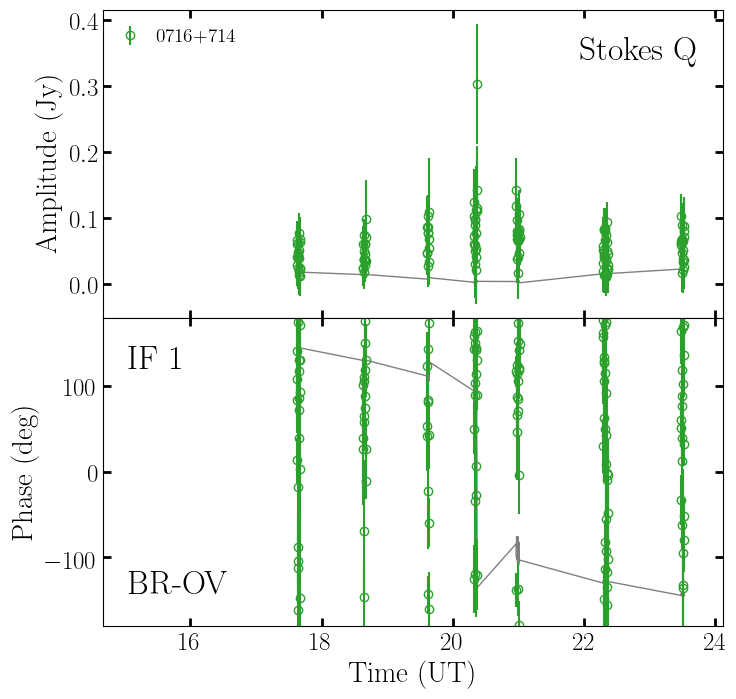 0.4
0716+714
Stokes Q
0.3
0.2
Amplitude (Jy)
0.1
0.0
IF 1
100
Phase (deg)
0
−100
BR-OV
16 18 20 22 24
Time (UT)